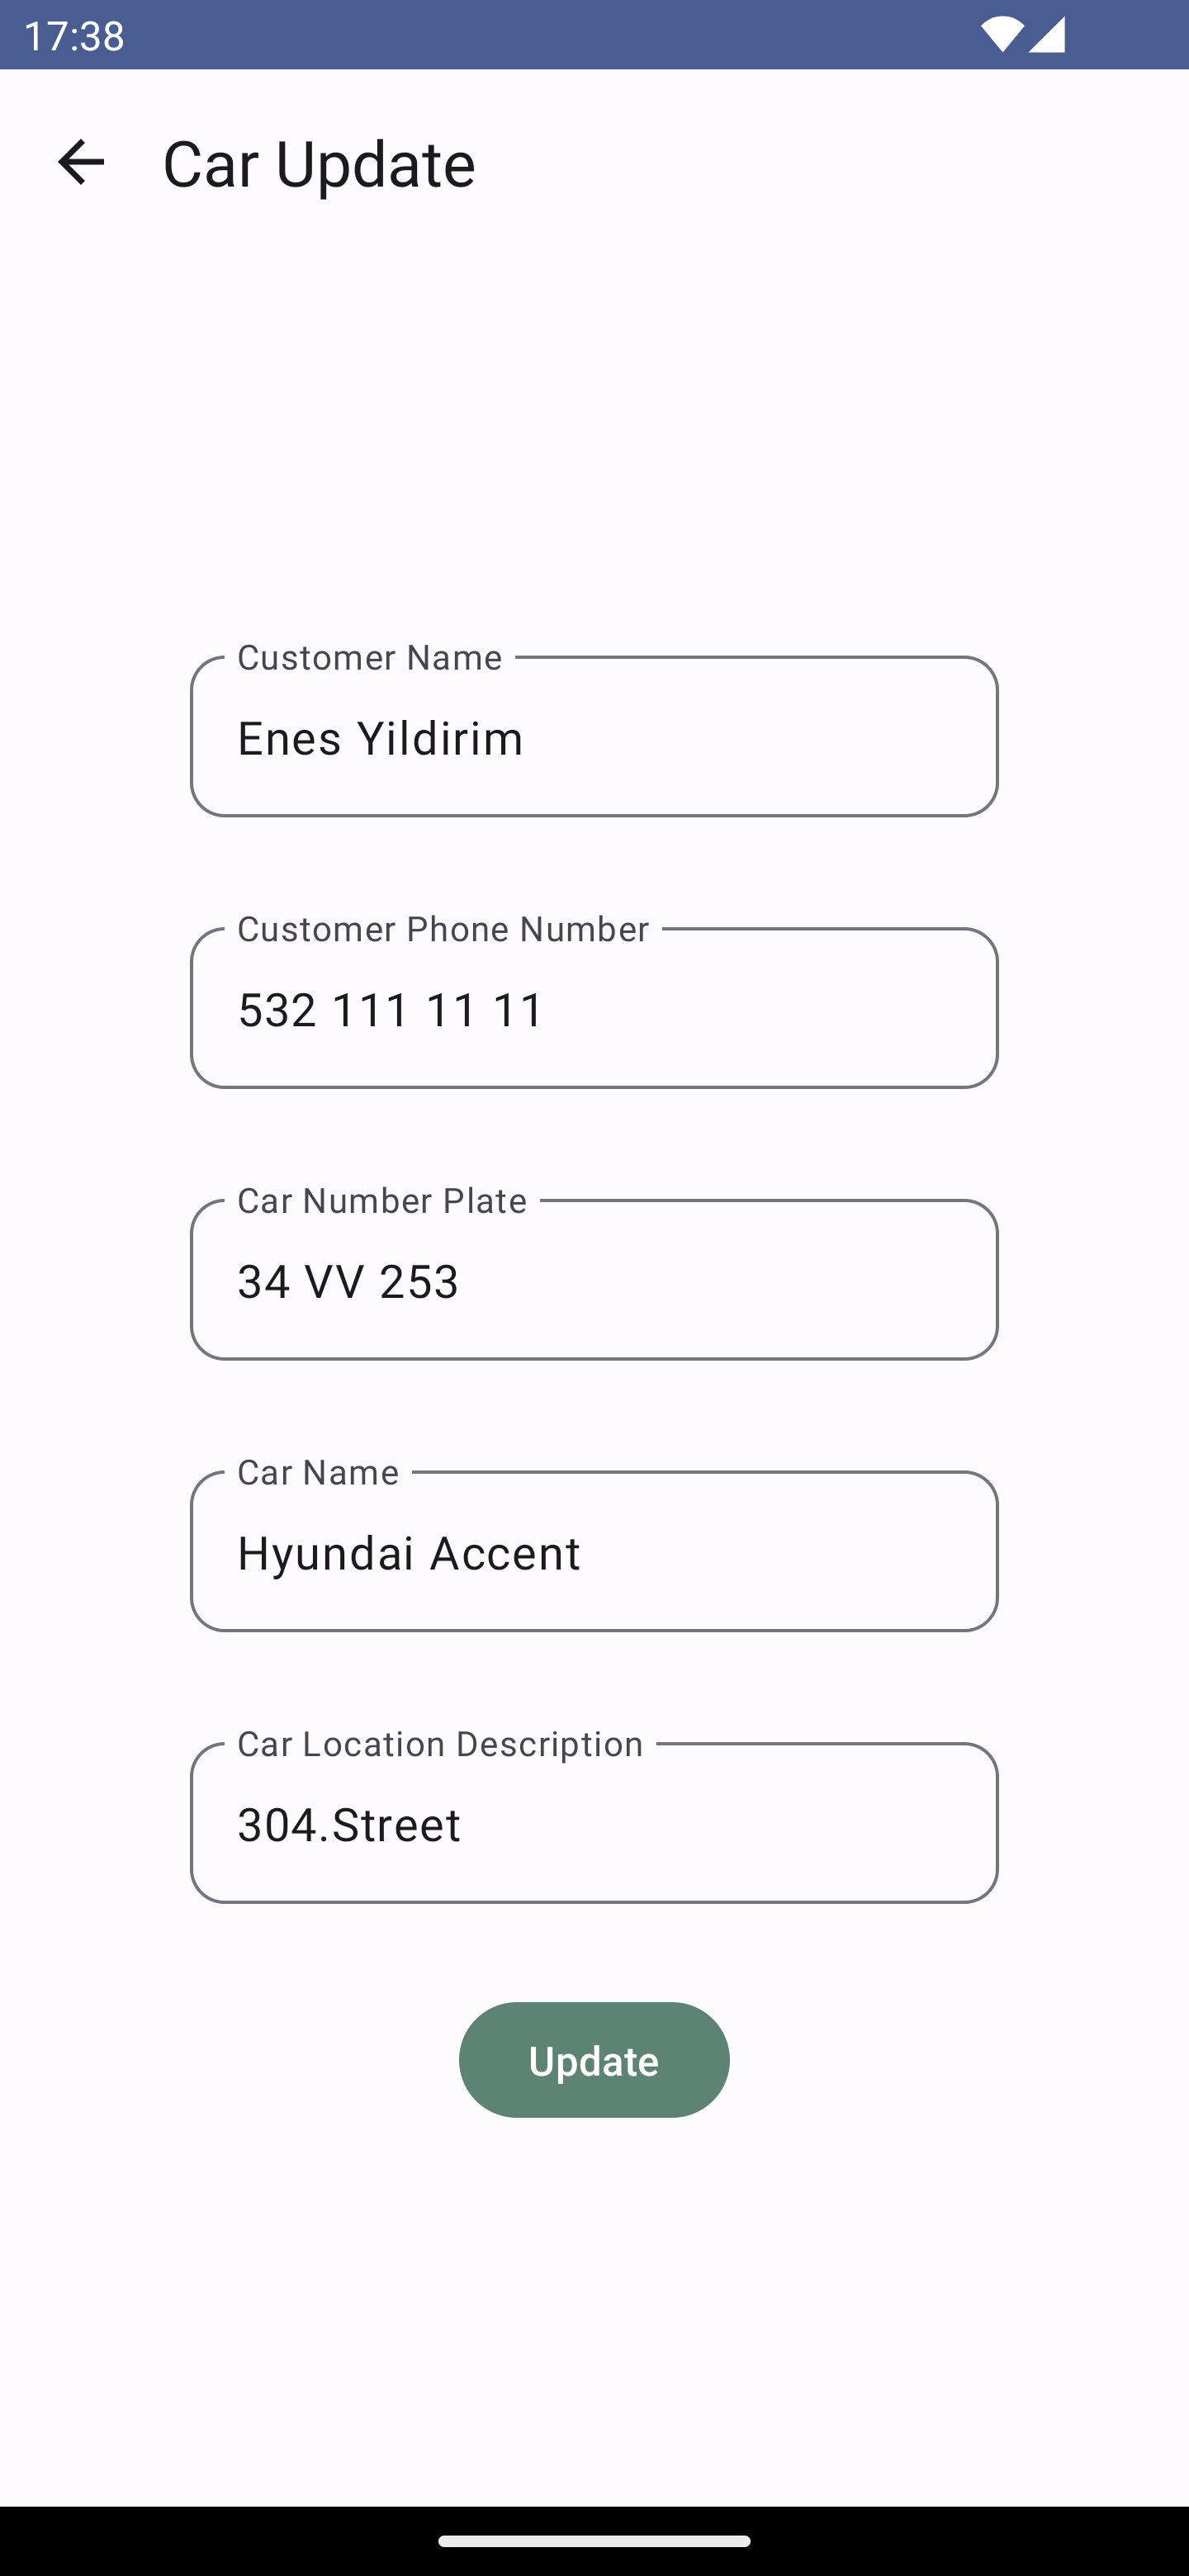 17:38
Car Update
Customer Name
Enes Yildirim
Customer Phone Number
532 111 11 11
Car Number Plate
34 VV 253
Car Name
Hyundai Accent
Car Location Description
304.Street
Update